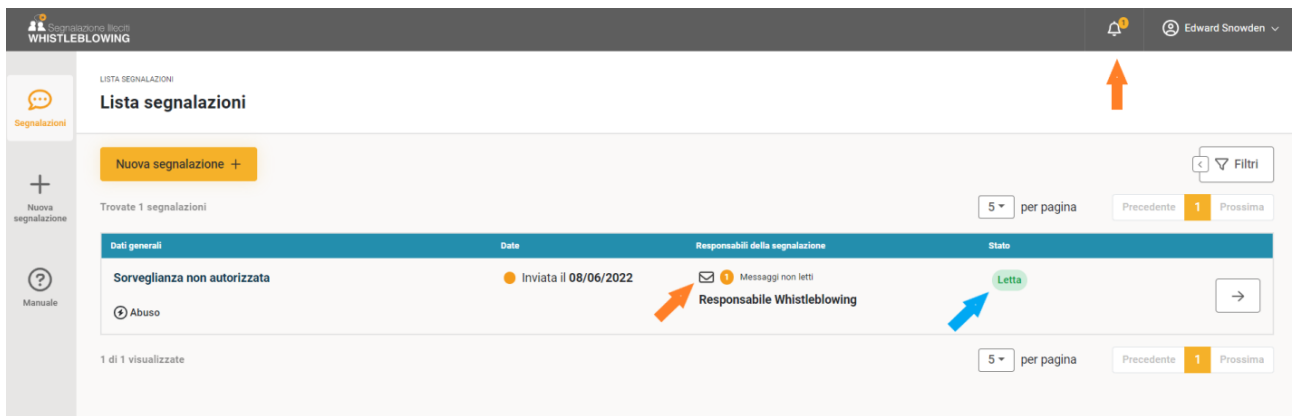 Segnalazione Illeciti
WHISTLEBLOWING
1
Edward Snowden
LISTA SEGNALAZIONI
Lista segnalazioni
Segnalazioni
Nuova segnalazione +
Filtri
Nuova
segnalazione
Trovate 1 segnalazioni
5 per pagina
Precedente 1 Prossima
Dati generali Date Responsabili della segnalazione Stato
Sorveglianza non autorizzata Inviata il 08/06/2022 1 Messaggi non letti Letta
Responsabile Whistleblowing
Abuso
Manuale
1 di 1 visualizzate
5 per pagina
Precedente 1 Prossima